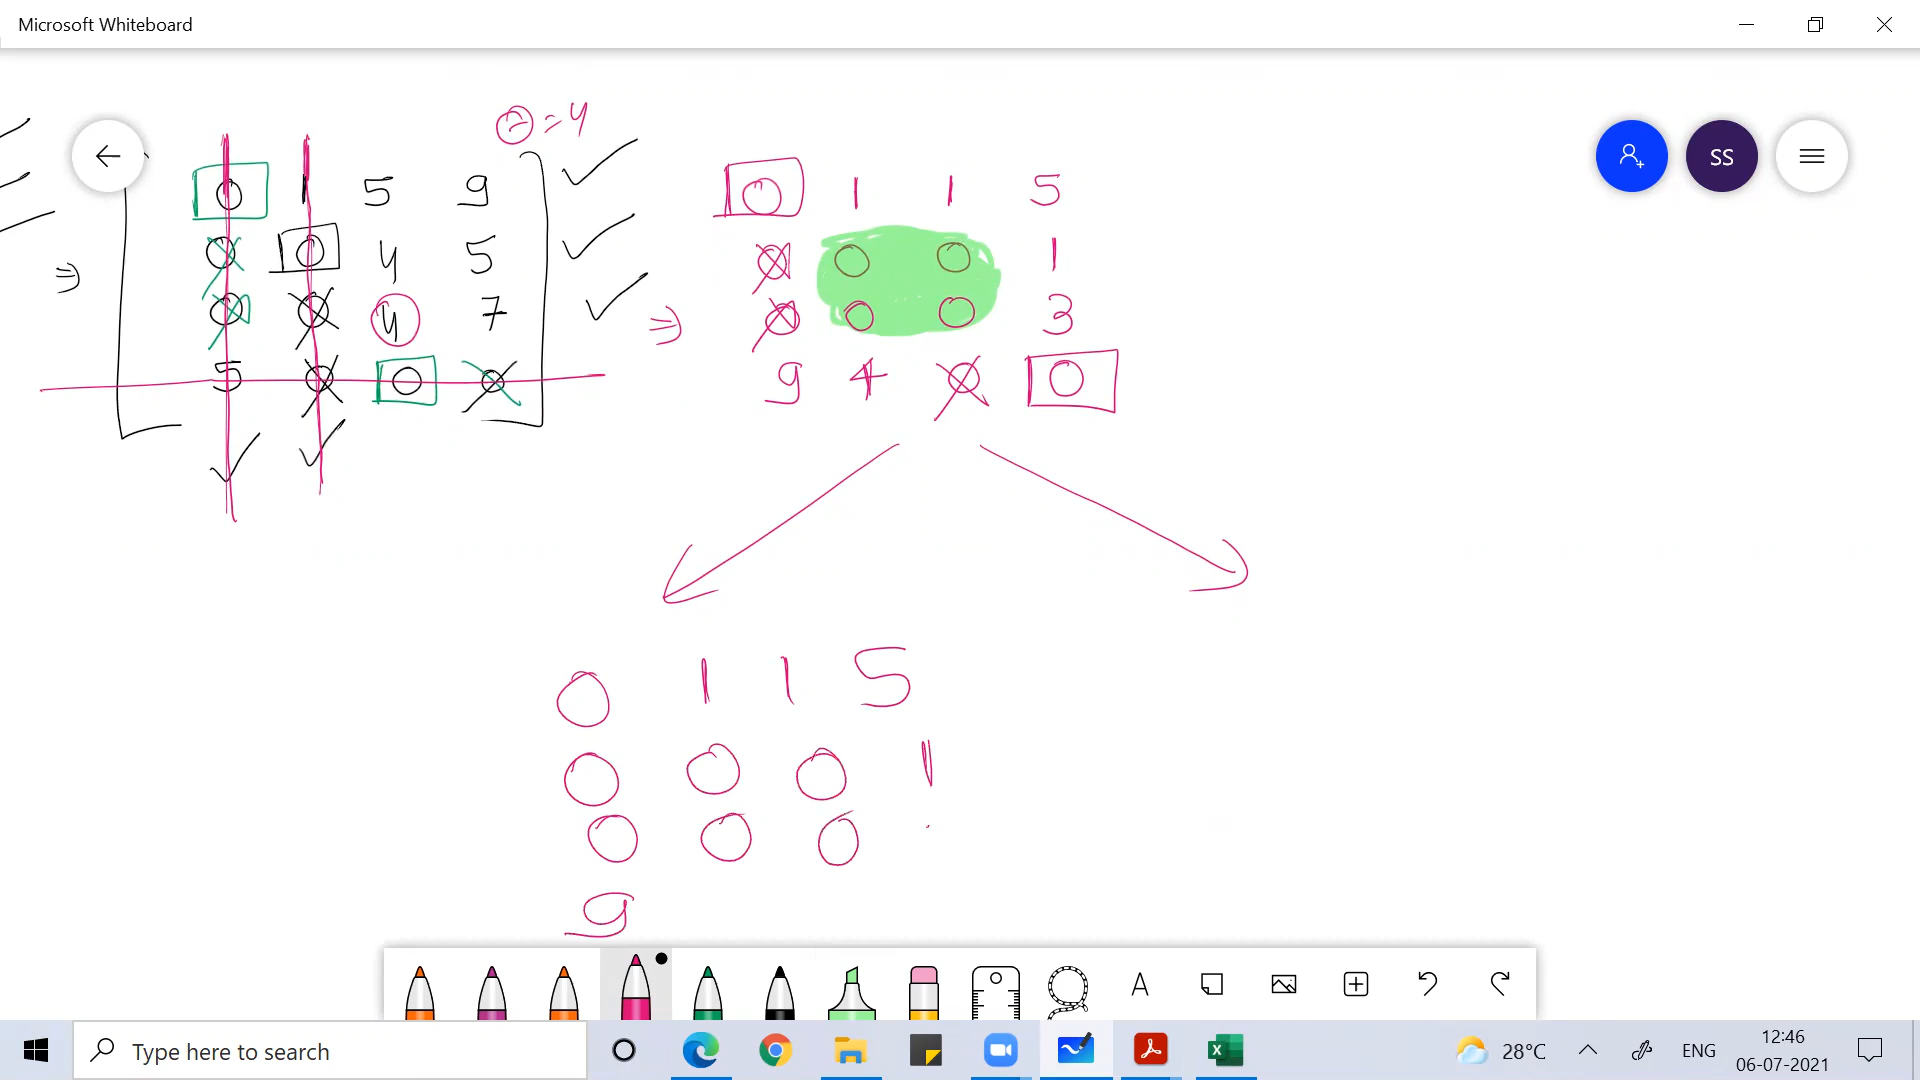 Microsoft Whiteboard
= 4
0 1 5 9
0 0 4 5
⇒ 0 0 4 7
5 0 0 0
0 1 1 5
0 0 0 1
⇒ 0 0 0 3
9 4 0 0
SS
0 1 1 5
0 0 0 1
0 0 0
9
A
Type here to search
28°C
ENG
12:46
06-07-2021